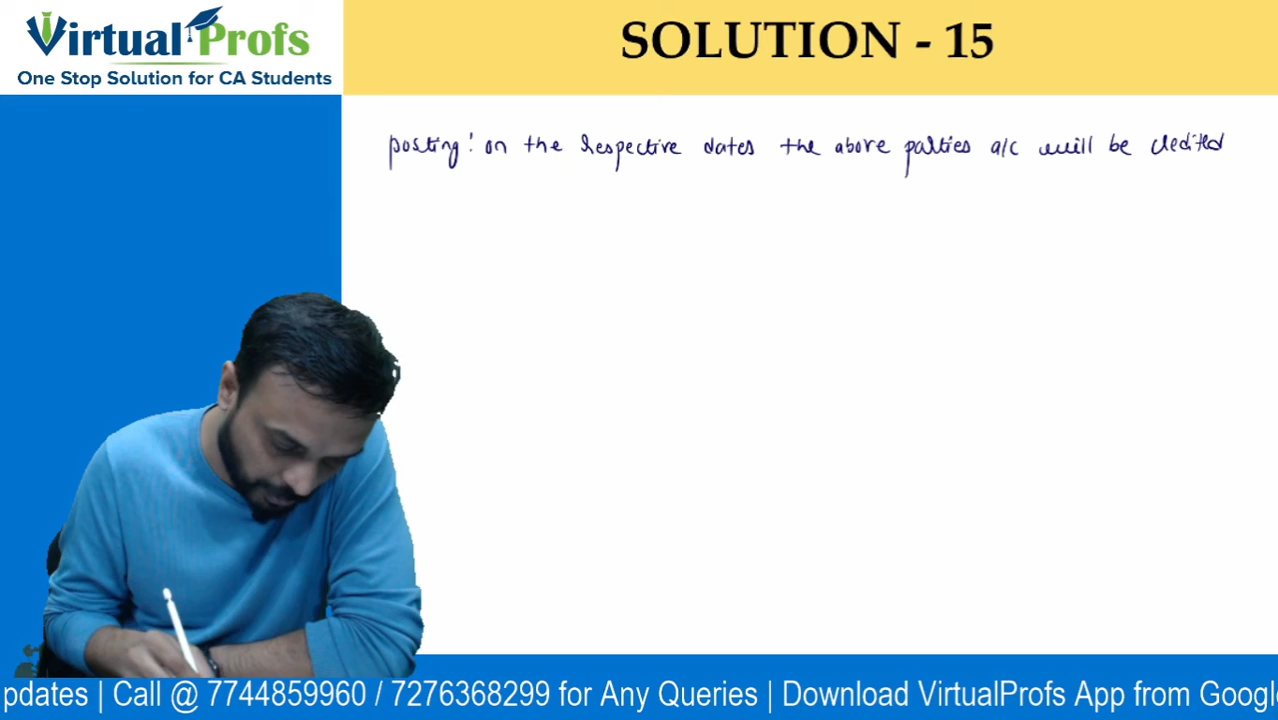 Virtual Profs
One Stop Solution for CA Students
SOLUTION - 15
posting: on the respective dates the above parties a/c will be credited
pdates | Call @ 7744859960 / 7276368299 for Any Queries | Download VirtualProfs App from Google